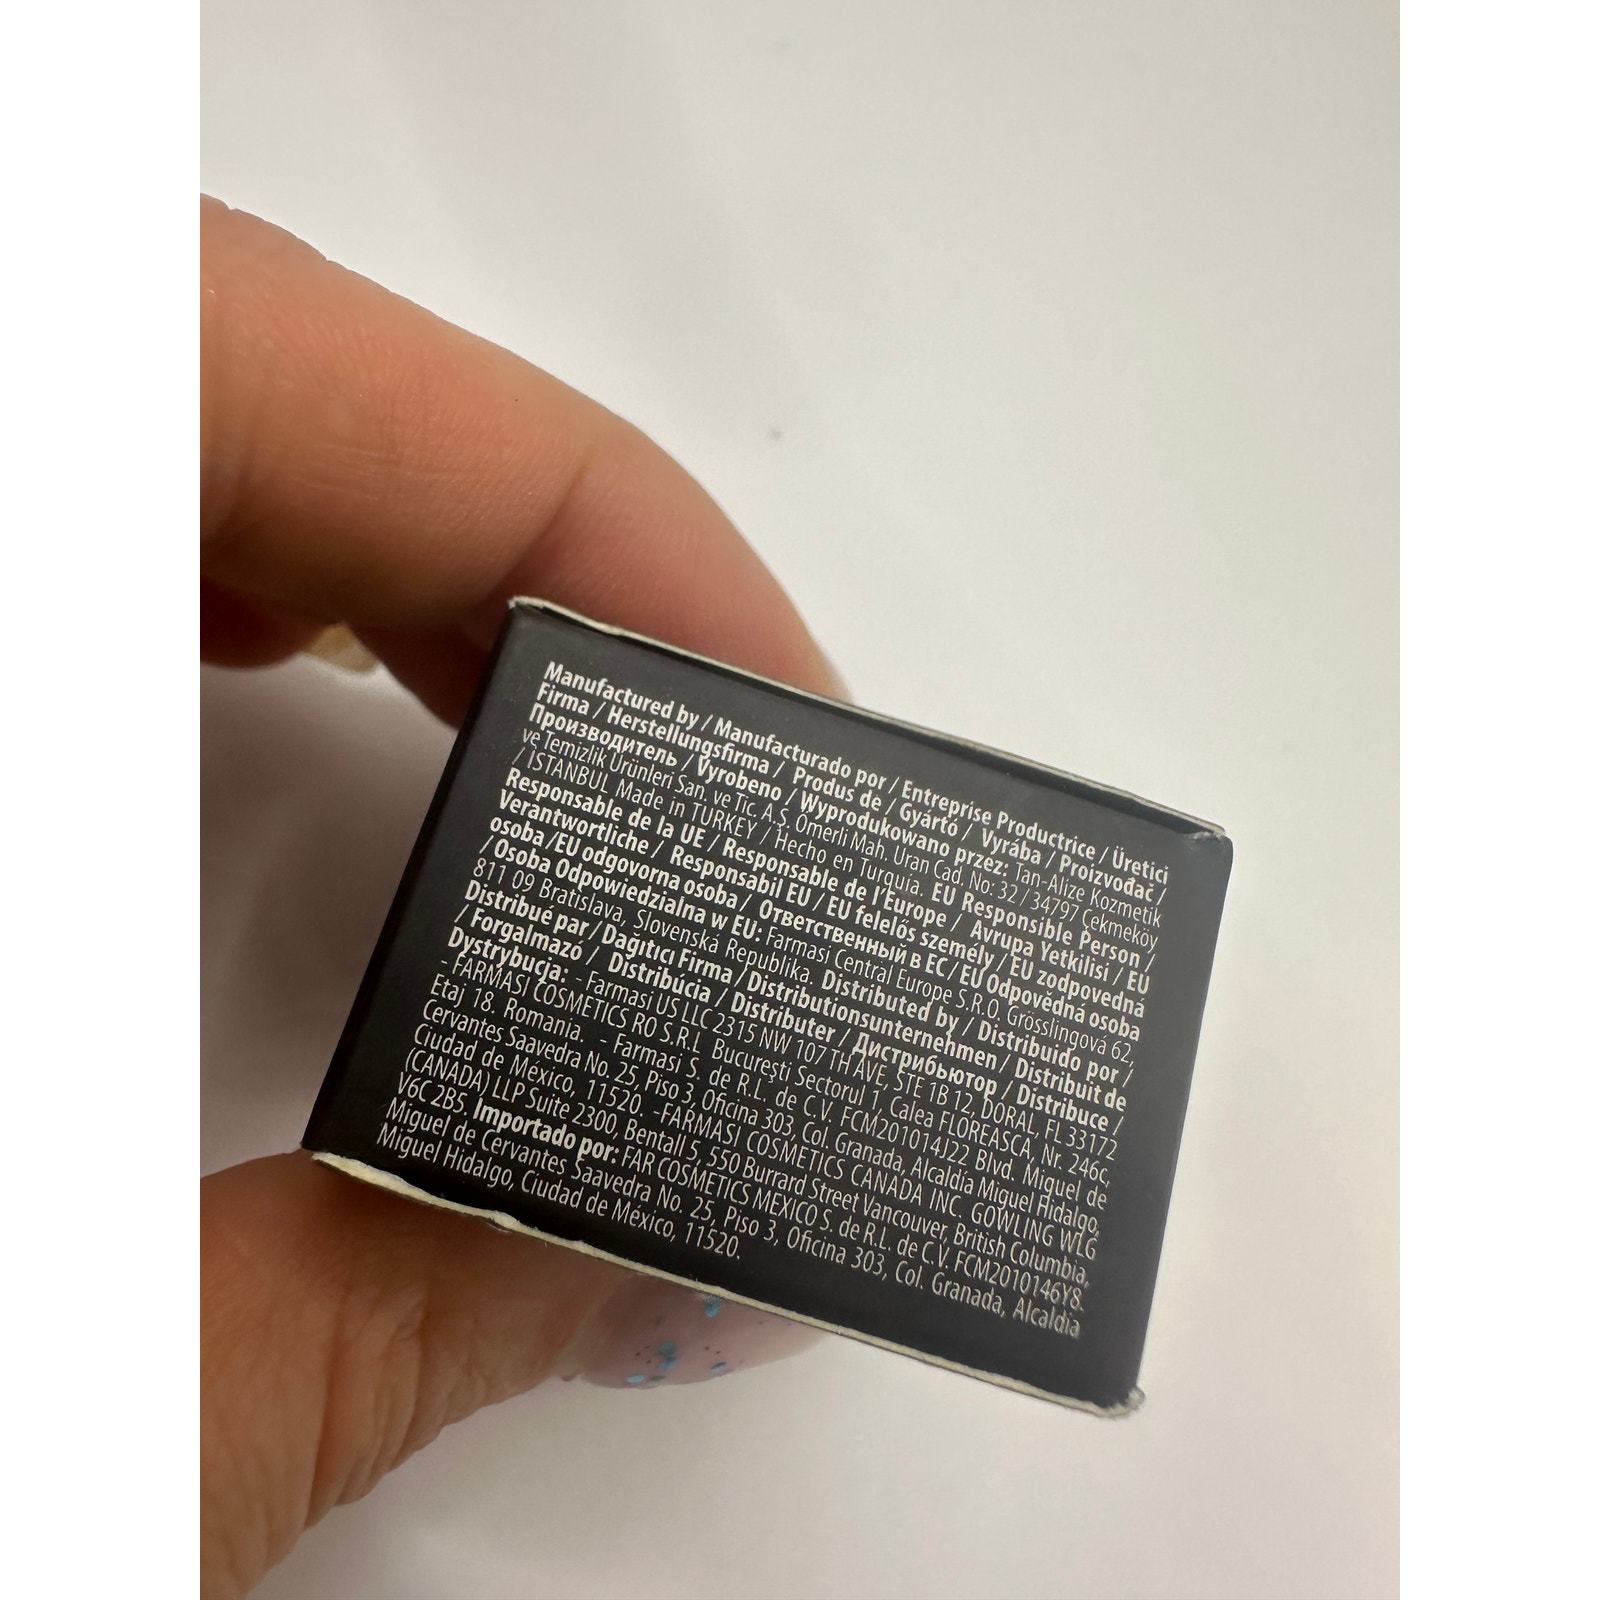 Manufactured by / Manufacturado por / Entreprise Productrice / Üretici
Firma / Herstellungsfirma / Produs de / Gyártó / Vyrába / Proizvođač /
Производитель / Vyrobeno / Wyprodukowano przez: Tan-Alize Kozmetik
ve Temizlik Ürünleri San. ve Tic. A.Ş. Ömerli Mah. Uran Cad. No: 32 / 34797 Çekmeköy
/ İSTANBUL Made in TURKEY / Hecho en Turquia. EU Responsible Person /
Responsable de la UE / Responsable de l'Europe / Avrupa Yetkilisi / EU
Verantwortliche / Responsabil EU / EU felelős személy / EU zodpovedná
osoba /EU odgovorna osoba / Ответственный в ЕС / EU Odpovědná osoba
/ Osoba Odpowiedzialna w EU: Farmasi Central Europe S.R.O. Grösslingová 62,
811 09 Bratislava, Slovenská Republika. Distributed by / Distribuido por /
Distribué par / Dağıtıcı Firma / Distributionsunternehmen / Distribuit de
/ Forgalmazó / Distribúcia / Distributer / Дистрибьютор / Distribuce /
Dystrybucja: - Farmasi US LLC 2315 NW 107 TH AVE, STE 1B 12, DORAL, FL 33172
- FARMASI COSMETICS RO S.R.L Bucureşti Sectorul 1, Calea FLOREASCA, Nr. 246c,
Etaj 18, Romania. - Farmasi S. de R.L. de C.V. FCM201014J22, Blvd. Miguel de
Cervantes Saavedra No. 25, Piso 3, Oficina 303, Col. Granada, Alcaldia Miguel Hidalgo,
Ciudad de México, 11520. -FARMASI COSMETICS CANADA INC. GOWLING WLG
(CANADA) LLP Suite 2300, Bentall 5, 550 Burrard Street Vancouver, British Columbia,
V6C 2B5. Importado por: FAR COSMETICS MEXICO S. de R.L. de C.V. FCM2010146Y8.
Miguel de Cervantes Saavedra No. 25, Piso 3, Oficina 303, Col. Granada, Alcaldia
Miguel Hidalgo, Ciudad de México, 11520.